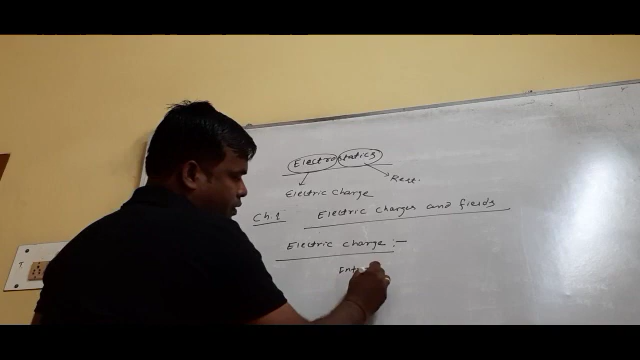 Electrostatics
Electric Charge
Rest.
Ch.1 Electric Charges and fields
Electric Charge :-